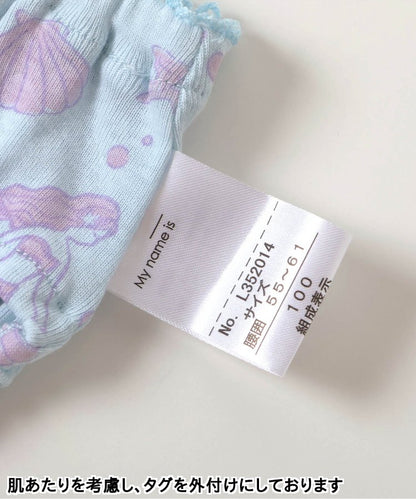 My name is
No. L352014
サイズ
腰囲 55～61
100
組成表示
肌あたりを考慮し、タグを外付けにしております